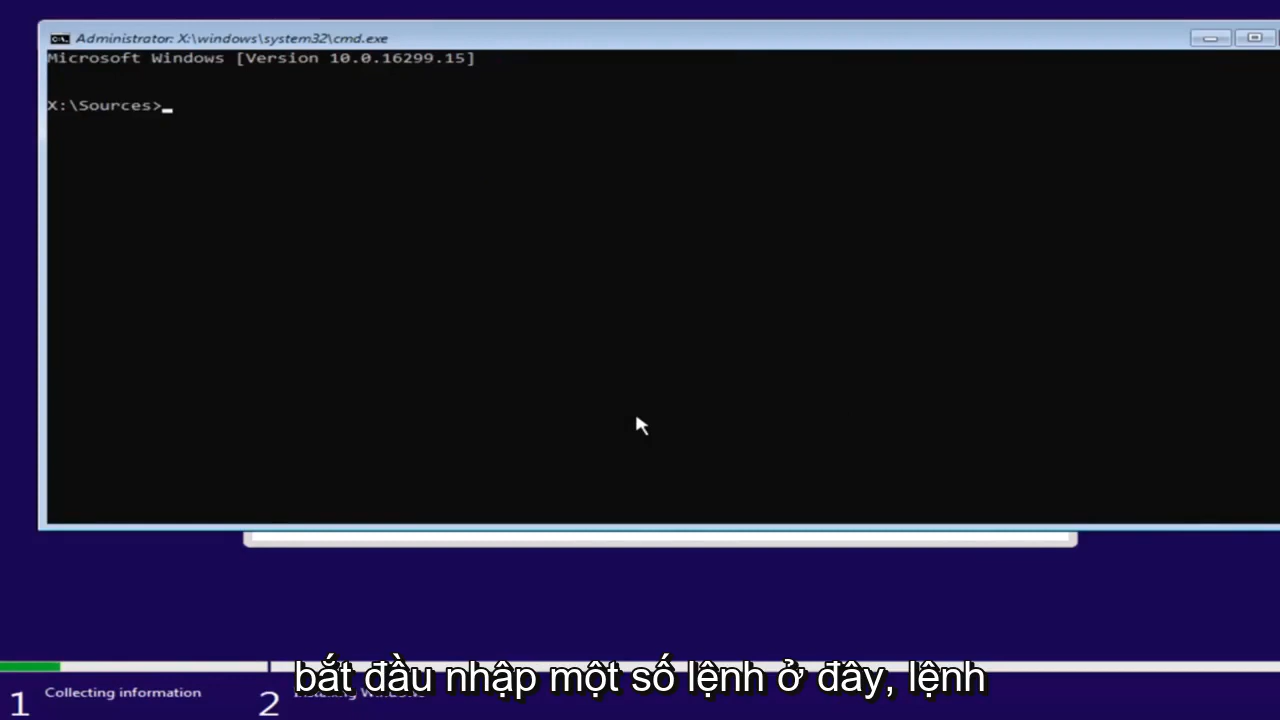 Administrator: X:\windows\system32\cmd.exe
Microsoft Windows [Version 10.0.16299.15]
X:\Sources>
bắt đầu nhập một số lệnh ở đây, lệnh
1 Collecting information
2